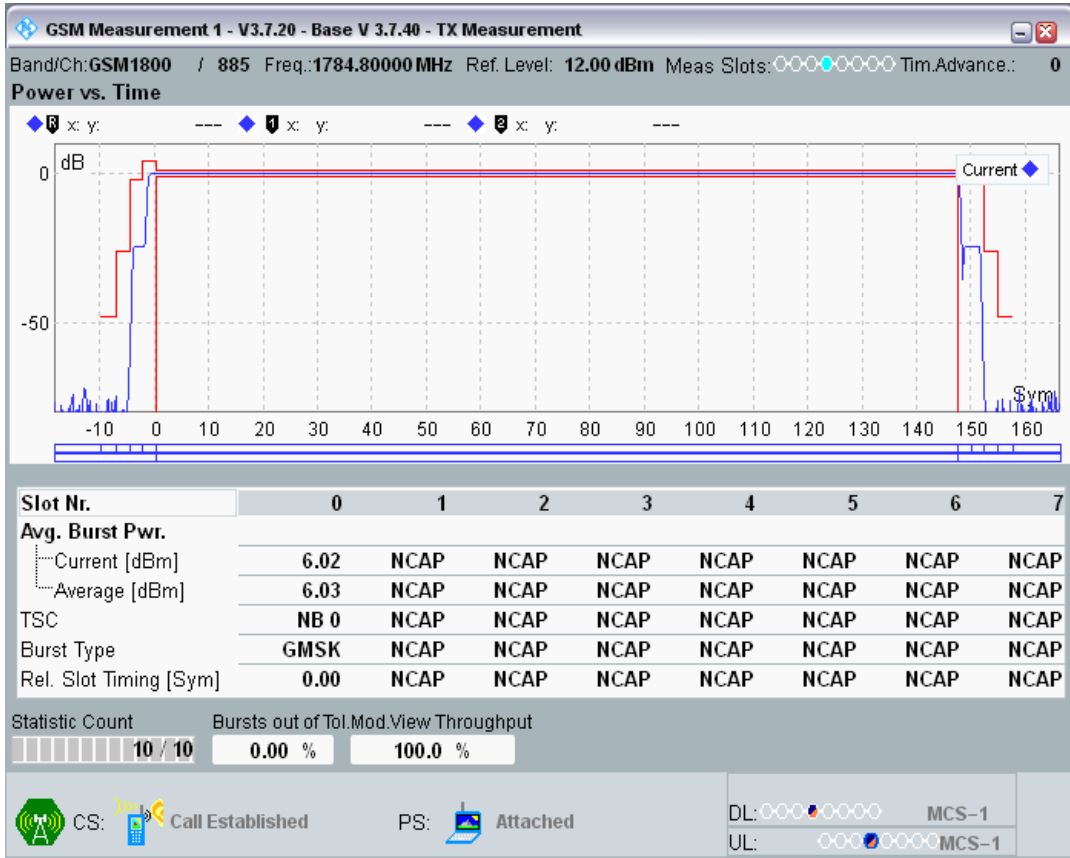 GSM Measurement 1 - V3.7.20 - Base V 3.7.40 - TX Measurement
Band/Ch:GSM1800 / 885 Freq.:1784.80000 MHz Ref. Level: 12.00 dBm Meas Slots: Tim.Advance.: 0
Power vs. Time
R x: y: --- 1 x: y: --- 2 x: y: ---
dB
Current
0
-50
Sym
-10 0 10 20 30 40 50 60 70 80 90 100 110 120 130 140 150 160
Slot Nr. 0 1 2 3 4 5 6 7
Avg. Burst Pwr.
Current [dBm] 6.02 NCAP NCAP NCAP NCAP NCAP NCAP NCAP
Average [dBm] 6.03 NCAP NCAP NCAP NCAP NCAP NCAP NCAP
TSC NB 0 NCAP NCAP NCAP NCAP NCAP NCAP NCAP
Burst Type GMSK NCAP NCAP NCAP NCAP NCAP NCAP NCAP
Rel. Slot Timing [Sym] 0.00 NCAP NCAP NCAP NCAP NCAP NCAP NCAP
Statistic Count Bursts out of Tol.Mod.View Throughput
10 / 10 0.00 % 100.0 %
CS: Call Established PS: Attached
DL: MCS-1
UL: MCS-1